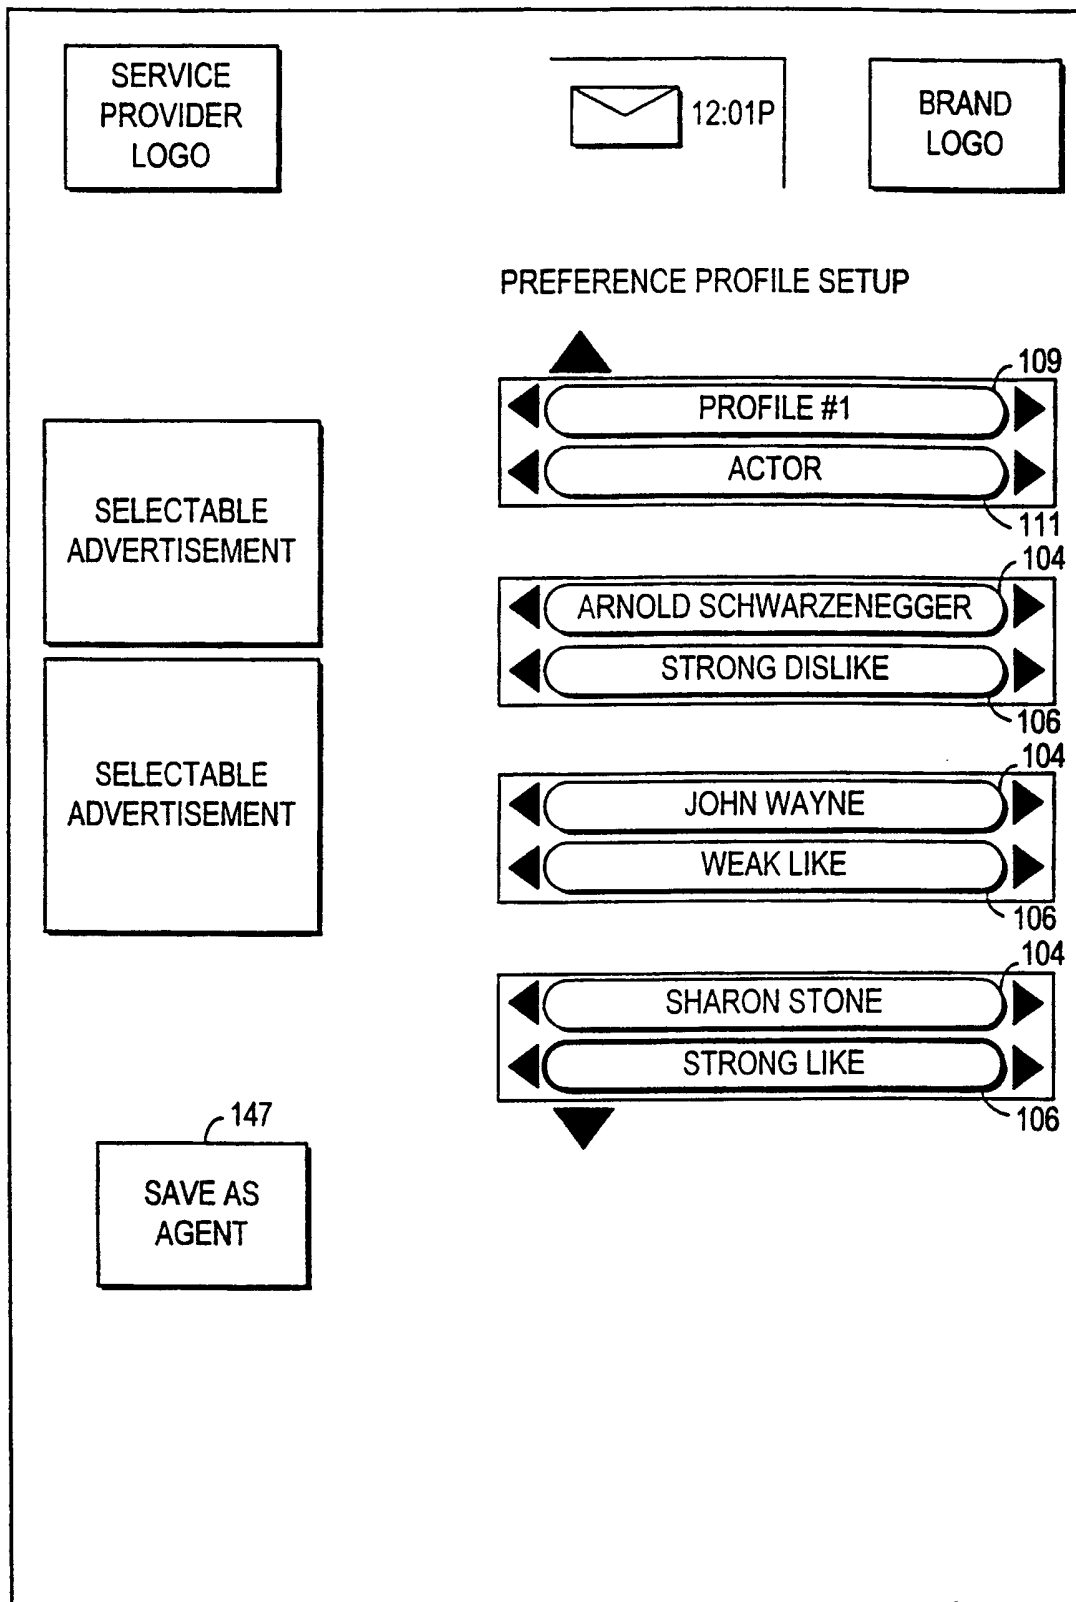 SERVICE
PROVIDER
LOGO
12:01P
BRAND
LOGO
PREFERENCE PROFILE SETUP
109
PROFILE #1
ACTOR
111
SELECTABLE
ADVERTISEMENT
104
ARNOLD SCHWARZENEGGER
STRONG DISLIKE
106
SELECTABLE
ADVERTISEMENT
104
JOHN WAYNE
WEAK LIKE
106
104
SHARON STONE
STRONG LIKE
106
147
SAVE AS
AGENT